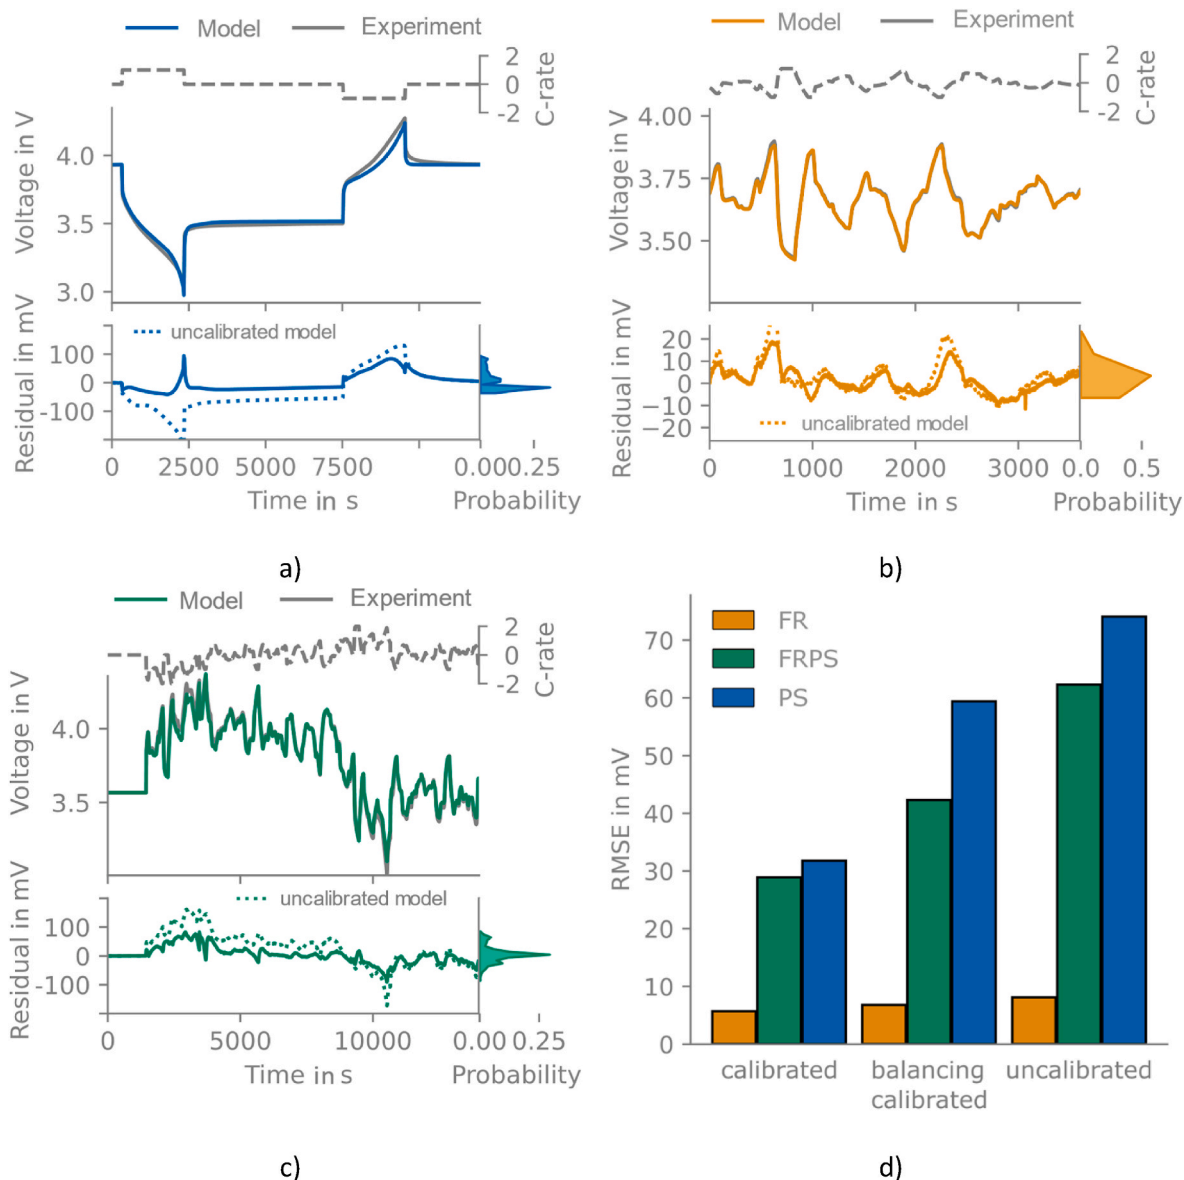 Model Experiment
2
0
-2
C-rate
Voltage in V
4.0
3.5
3.0
Residual in mV
uncalibrated model
100
0
-100
0 2500 5000 7500 0.000.25
Time in s Probability
a)
Model Experiment
2
0
-2
C-rate
Voltage in V
4.00
3.75
3.50
Residual in mV
20
10
0
−10
−20
uncalibrated model
0 1000 2000 3000 0.0 0.5
Time in s Probability
b)
Model Experiment
2
0
-2
C-rate
Voltage in V
4.0
3.5
Residual in mV
uncalibrated model
100
0
-100
0 5000 10000 0.00 0.25
Time in s Probability
c)
FR
FRPS
PS
RMSE in mV
70
60
50
40
30
20
10
0
calibrated balancing uncalibrated
calibrated
d)